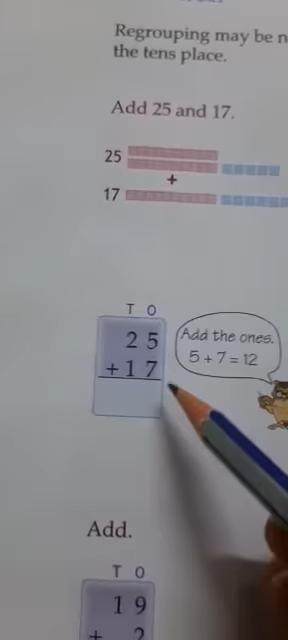 Regrouping may be
the tens place.
Add 25 and 17.
25
+
17
T O
2 5
+ 1 7
Add the ones.
5 + 7 = 12
Add.
T O
1 9
+ 2